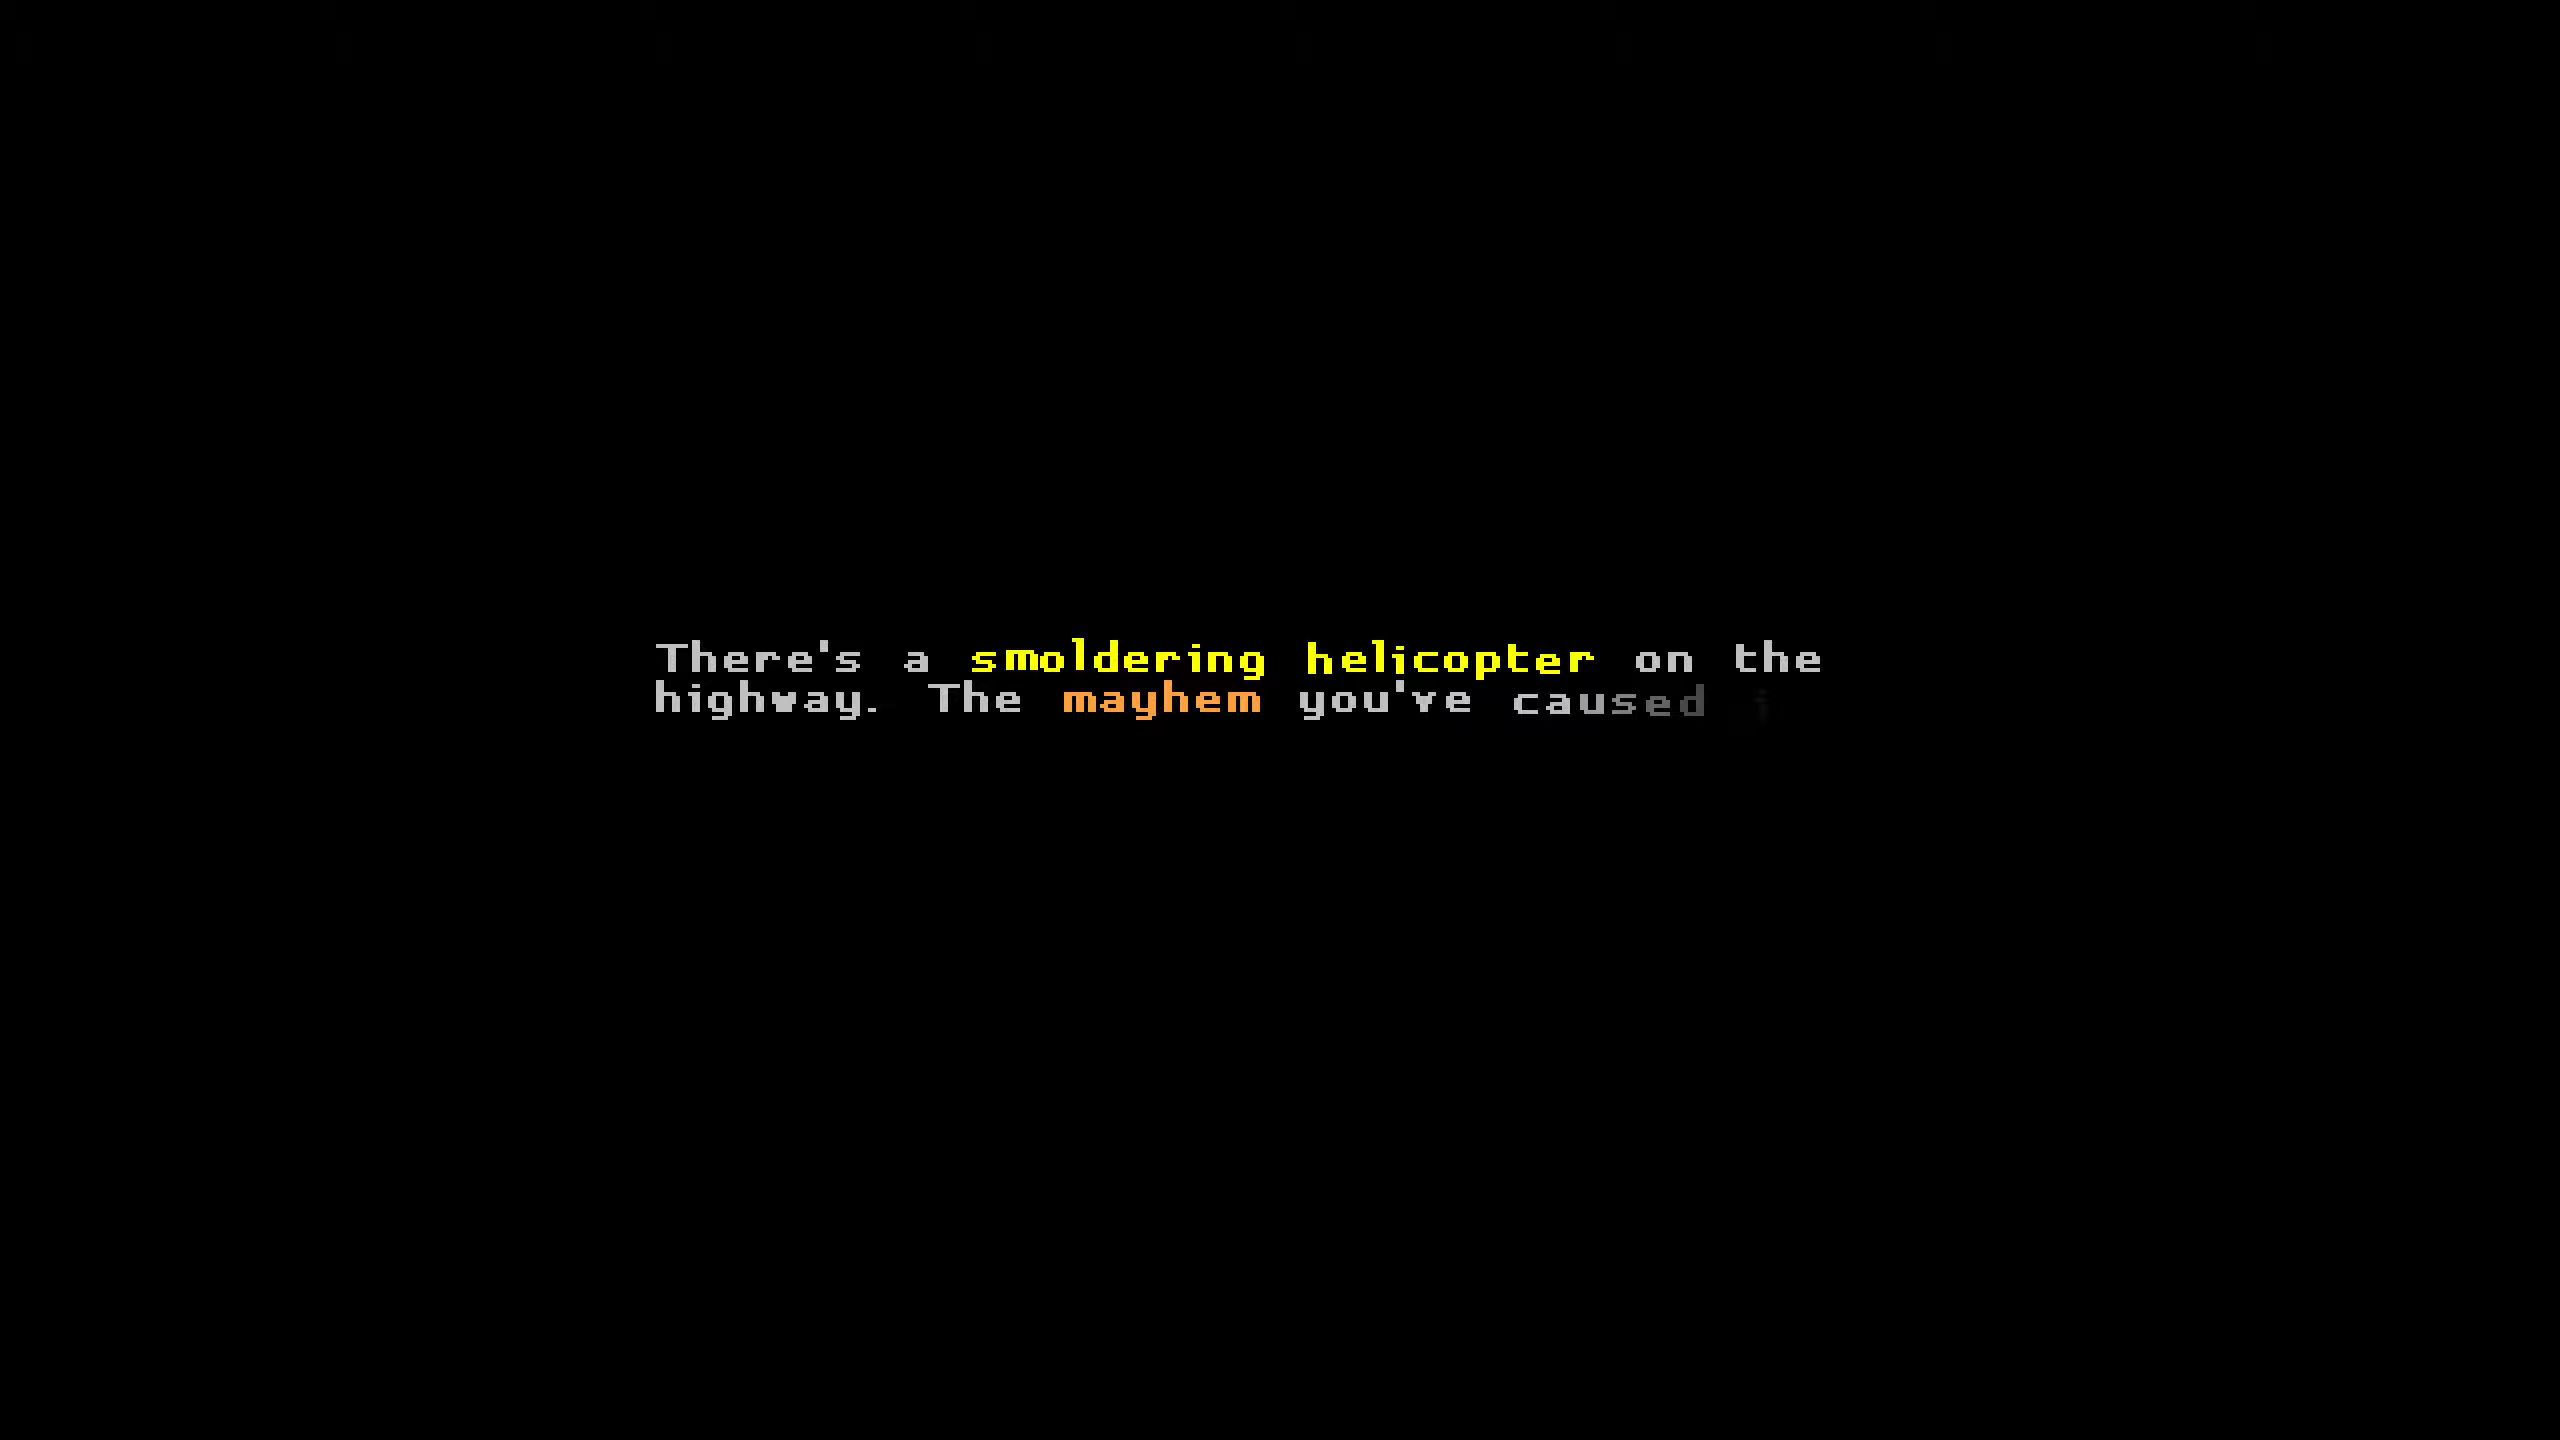 There's a smoldering helicopter on the
highway. The mayhem you've caused i